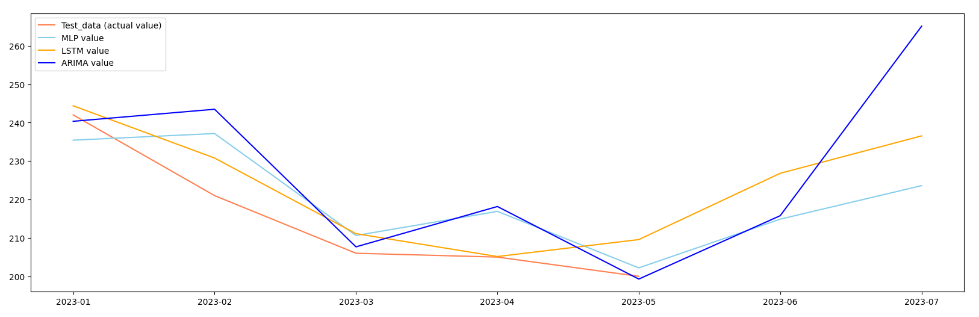 Test_data (actual value)
MLP value
LSTM value
ARIMA value
260
250
240
230
220
210
200
2023-01 2023-02 2023-03 2023-04 2023-05 2023-06 2023-07